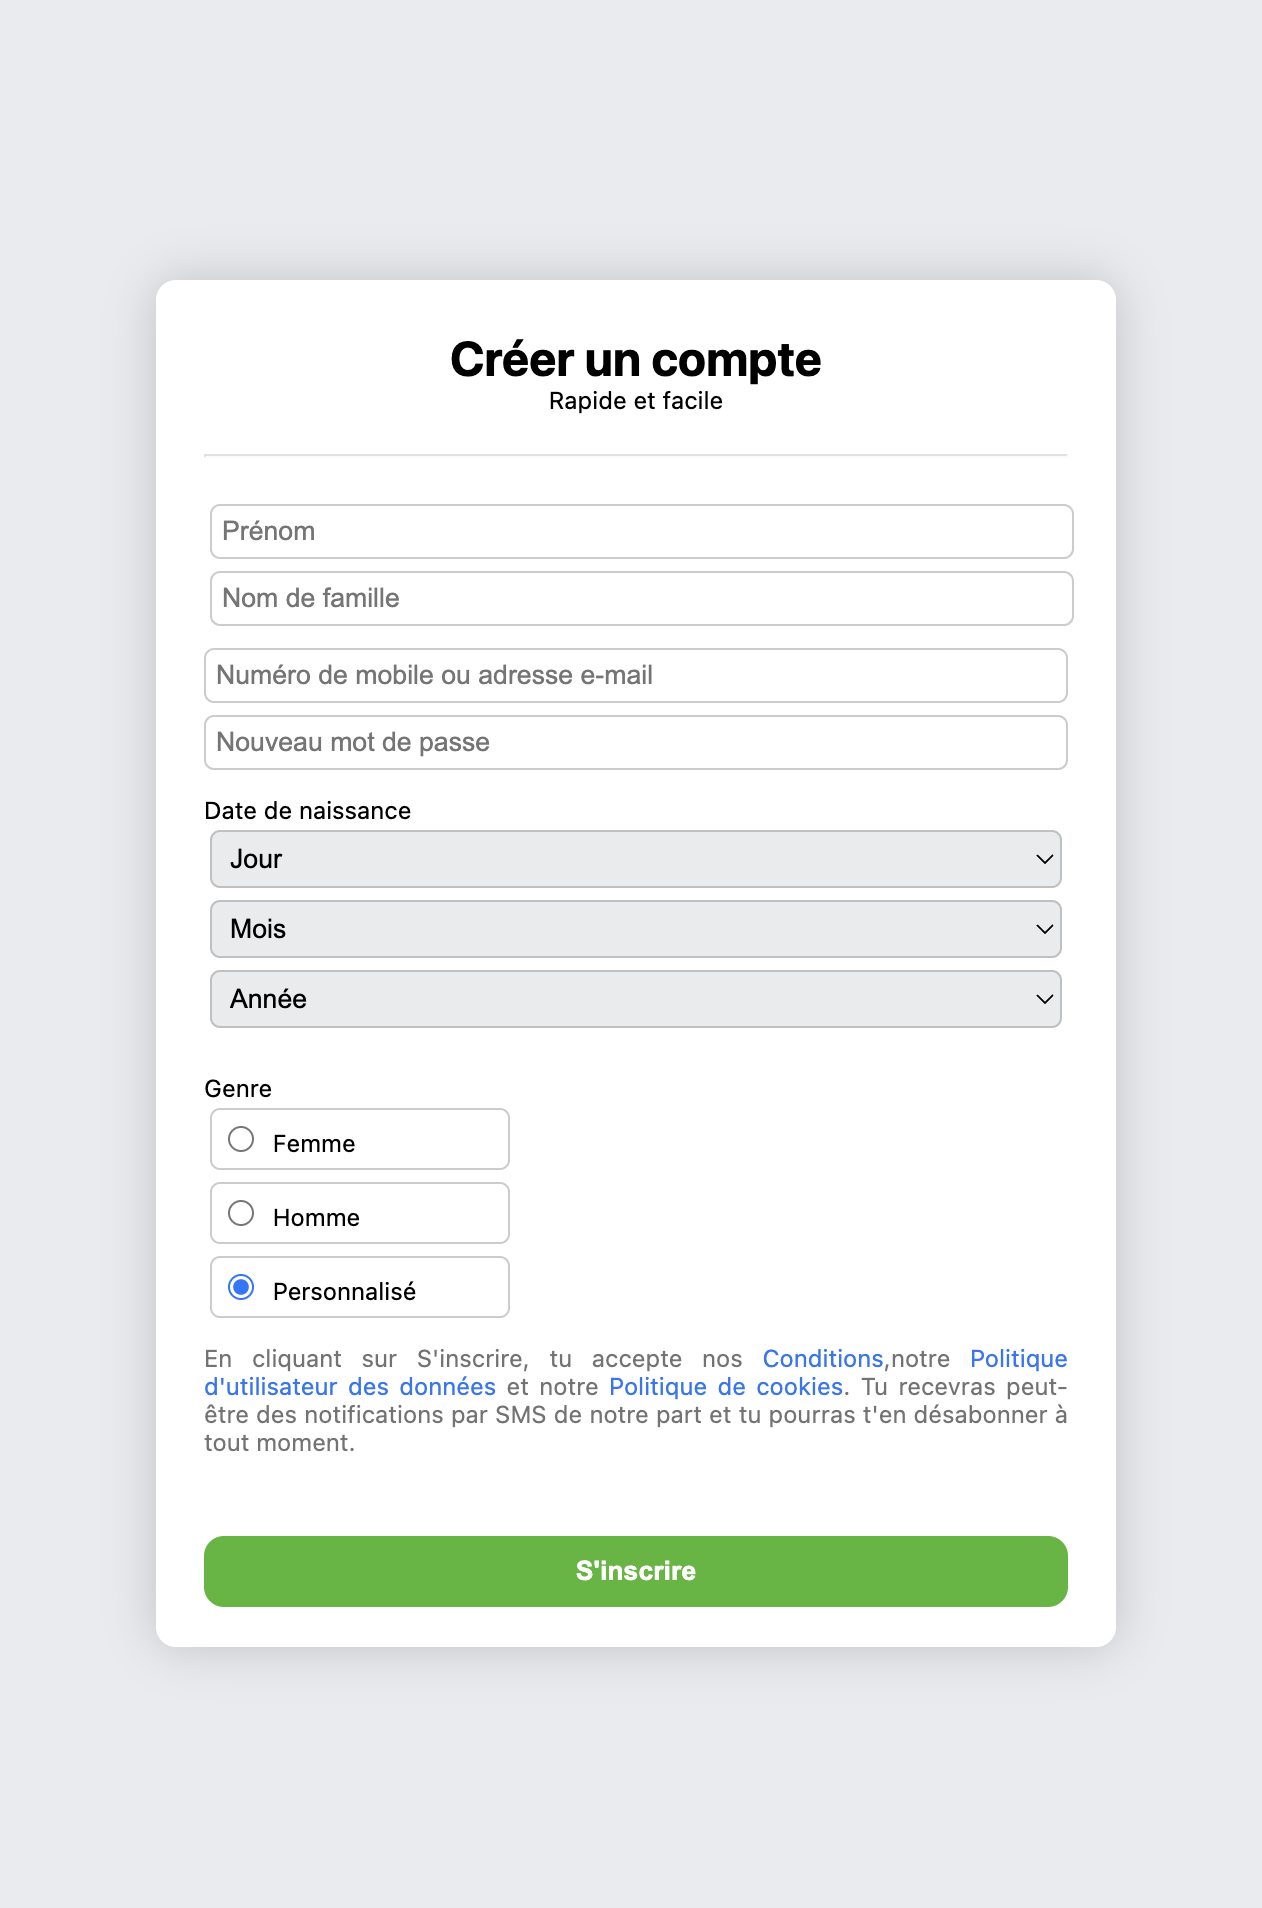 Créer un compte
Rapide et facile
Prénom
Nom de famille
Numéro de mobile ou adresse e-mail
Nouveau mot de passe
Date de naissance
Jour
Mois
Année
Genre
Femme
Homme
Personnalisé
En cliquant sur S'inscrire, tu accepte nos Conditions,notre Politique
d'utilisateur des données et notre Politique de cookies. Tu recevras peut-
être des notifications par SMS de notre part et tu pourras t'en désabonner à
tout moment.
S'inscrire